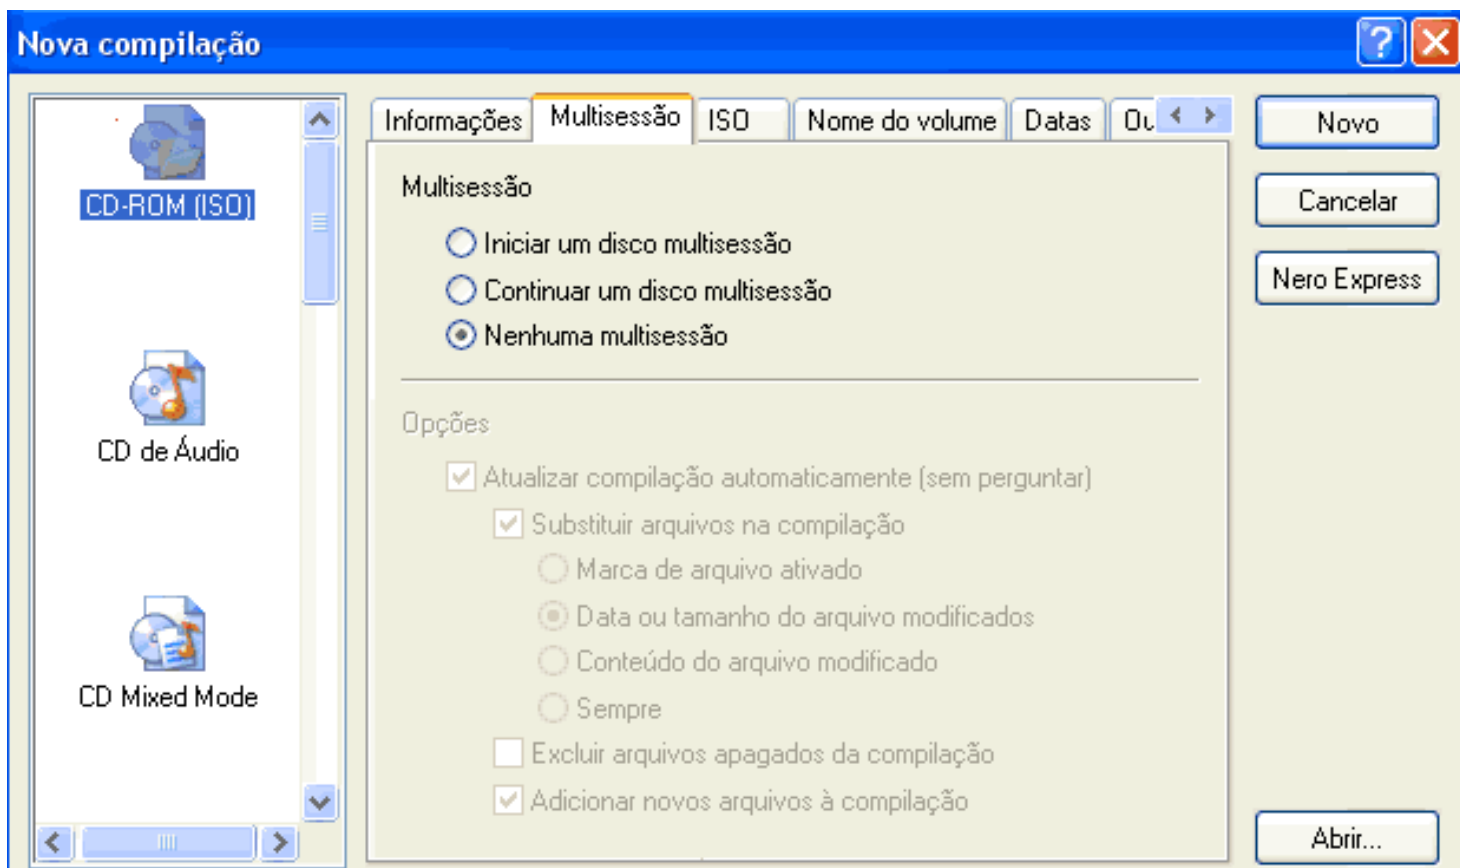 Nova compilação
CD-ROM (ISO)
CD de Áudio
CD Mixed Mode
Informações
Multisessão
ISO
Nome do volume
Datas
Ou
Multisessão
Iniciar um disco multisessão
Continuar um disco multisessão
Nenhuma multisessão
Opções
Atualizar compilação automaticamente (sem perguntar)
Substituir arquivos na compilação
Marca de arquivo ativado
Data ou tamanho do arquivo modificados
Conteúdo do arquivo modificado
Sempre
Excluir arquivos apagados da compilação
Adicionar novos arquivos à compilação
Novo
Cancelar
Nero Express
Abrir...